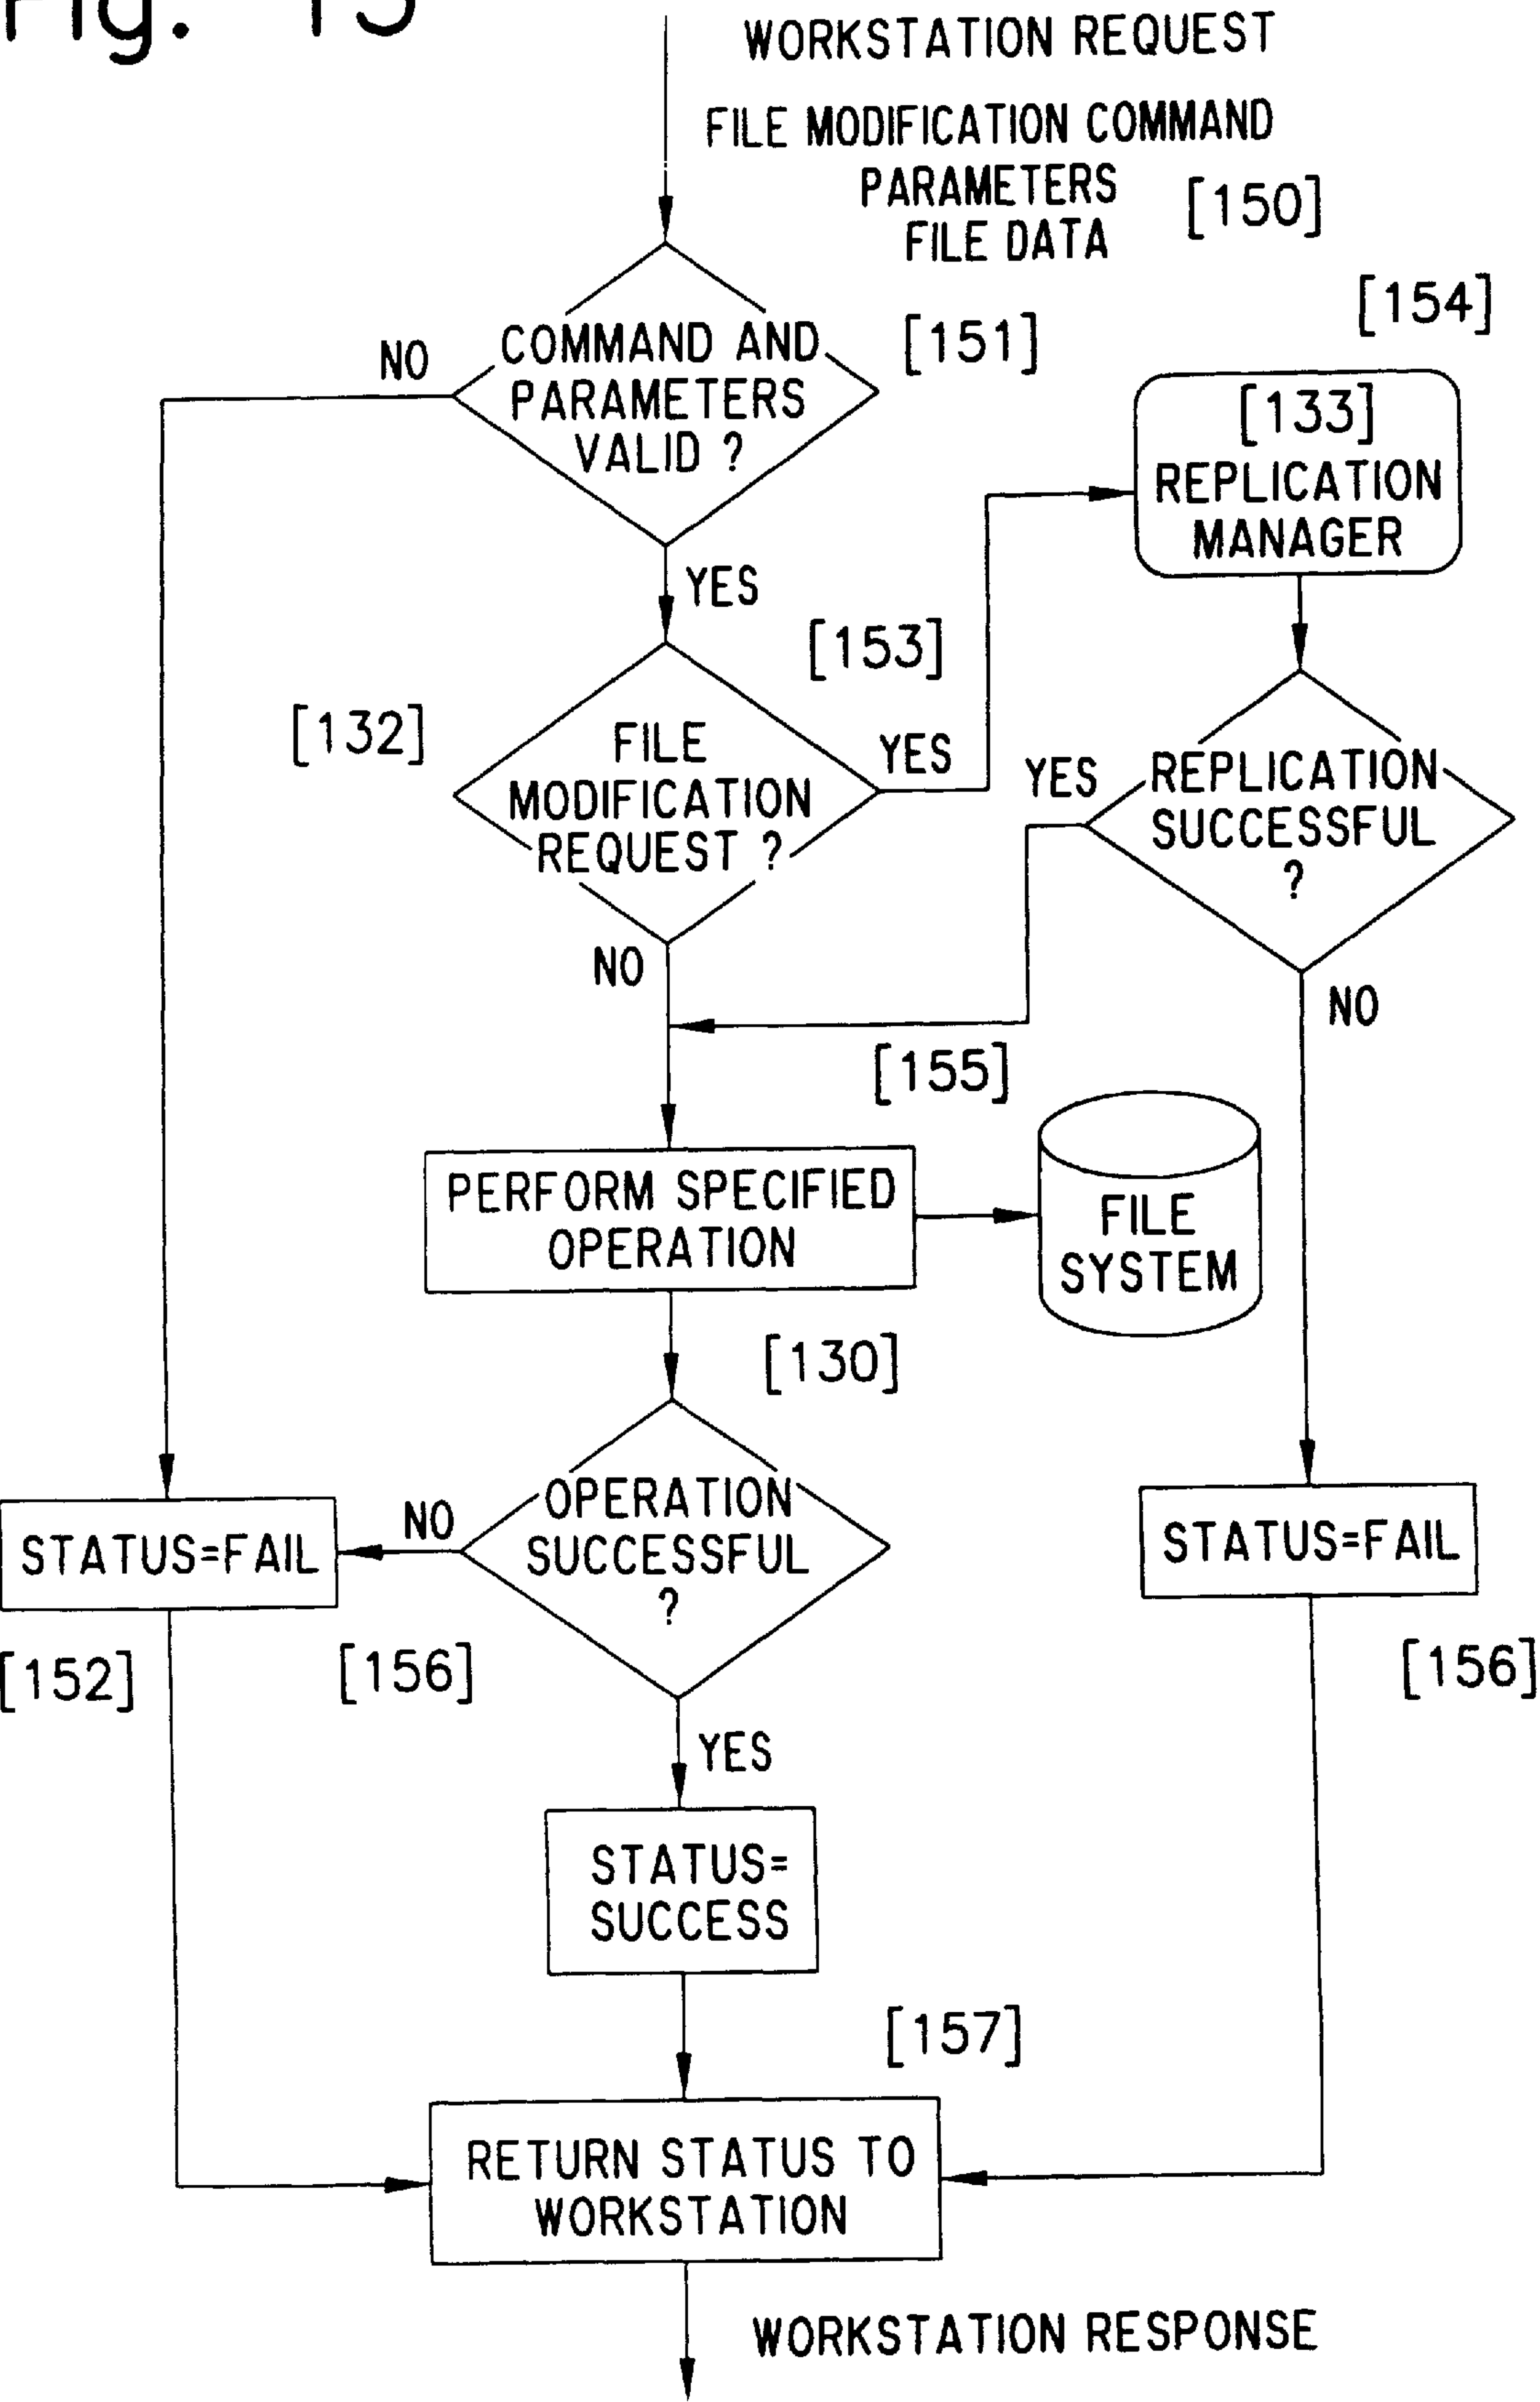 Fig. 15
WORKSTATION REQUEST
FILE MODIFICATION COMMAND
PARAMETERS
FILE DATA
[150]
COMMAND AND
PARAMETERS
VALID ?
[151]
NO
YES
[154]
[133]
REPLICATION
MANAGER
[153]
[132]
FILE
MODIFICATION
REQUEST ?
YES
NO
YES
REPLICATION
SUCCESSFUL
?
NO
[155]
PERFORM SPECIFIED
OPERATION
FILE
SYSTEM
[130]
OPERATION
SUCCESSFUL
?
NO
STATUS=FAIL
STATUS=FAIL
[152]
[156]
[156]
YES
STATUS=
SUCCESS
[157]
RETURN STATUS TO
WORKSTATION
WORKSTATION RESPONSE